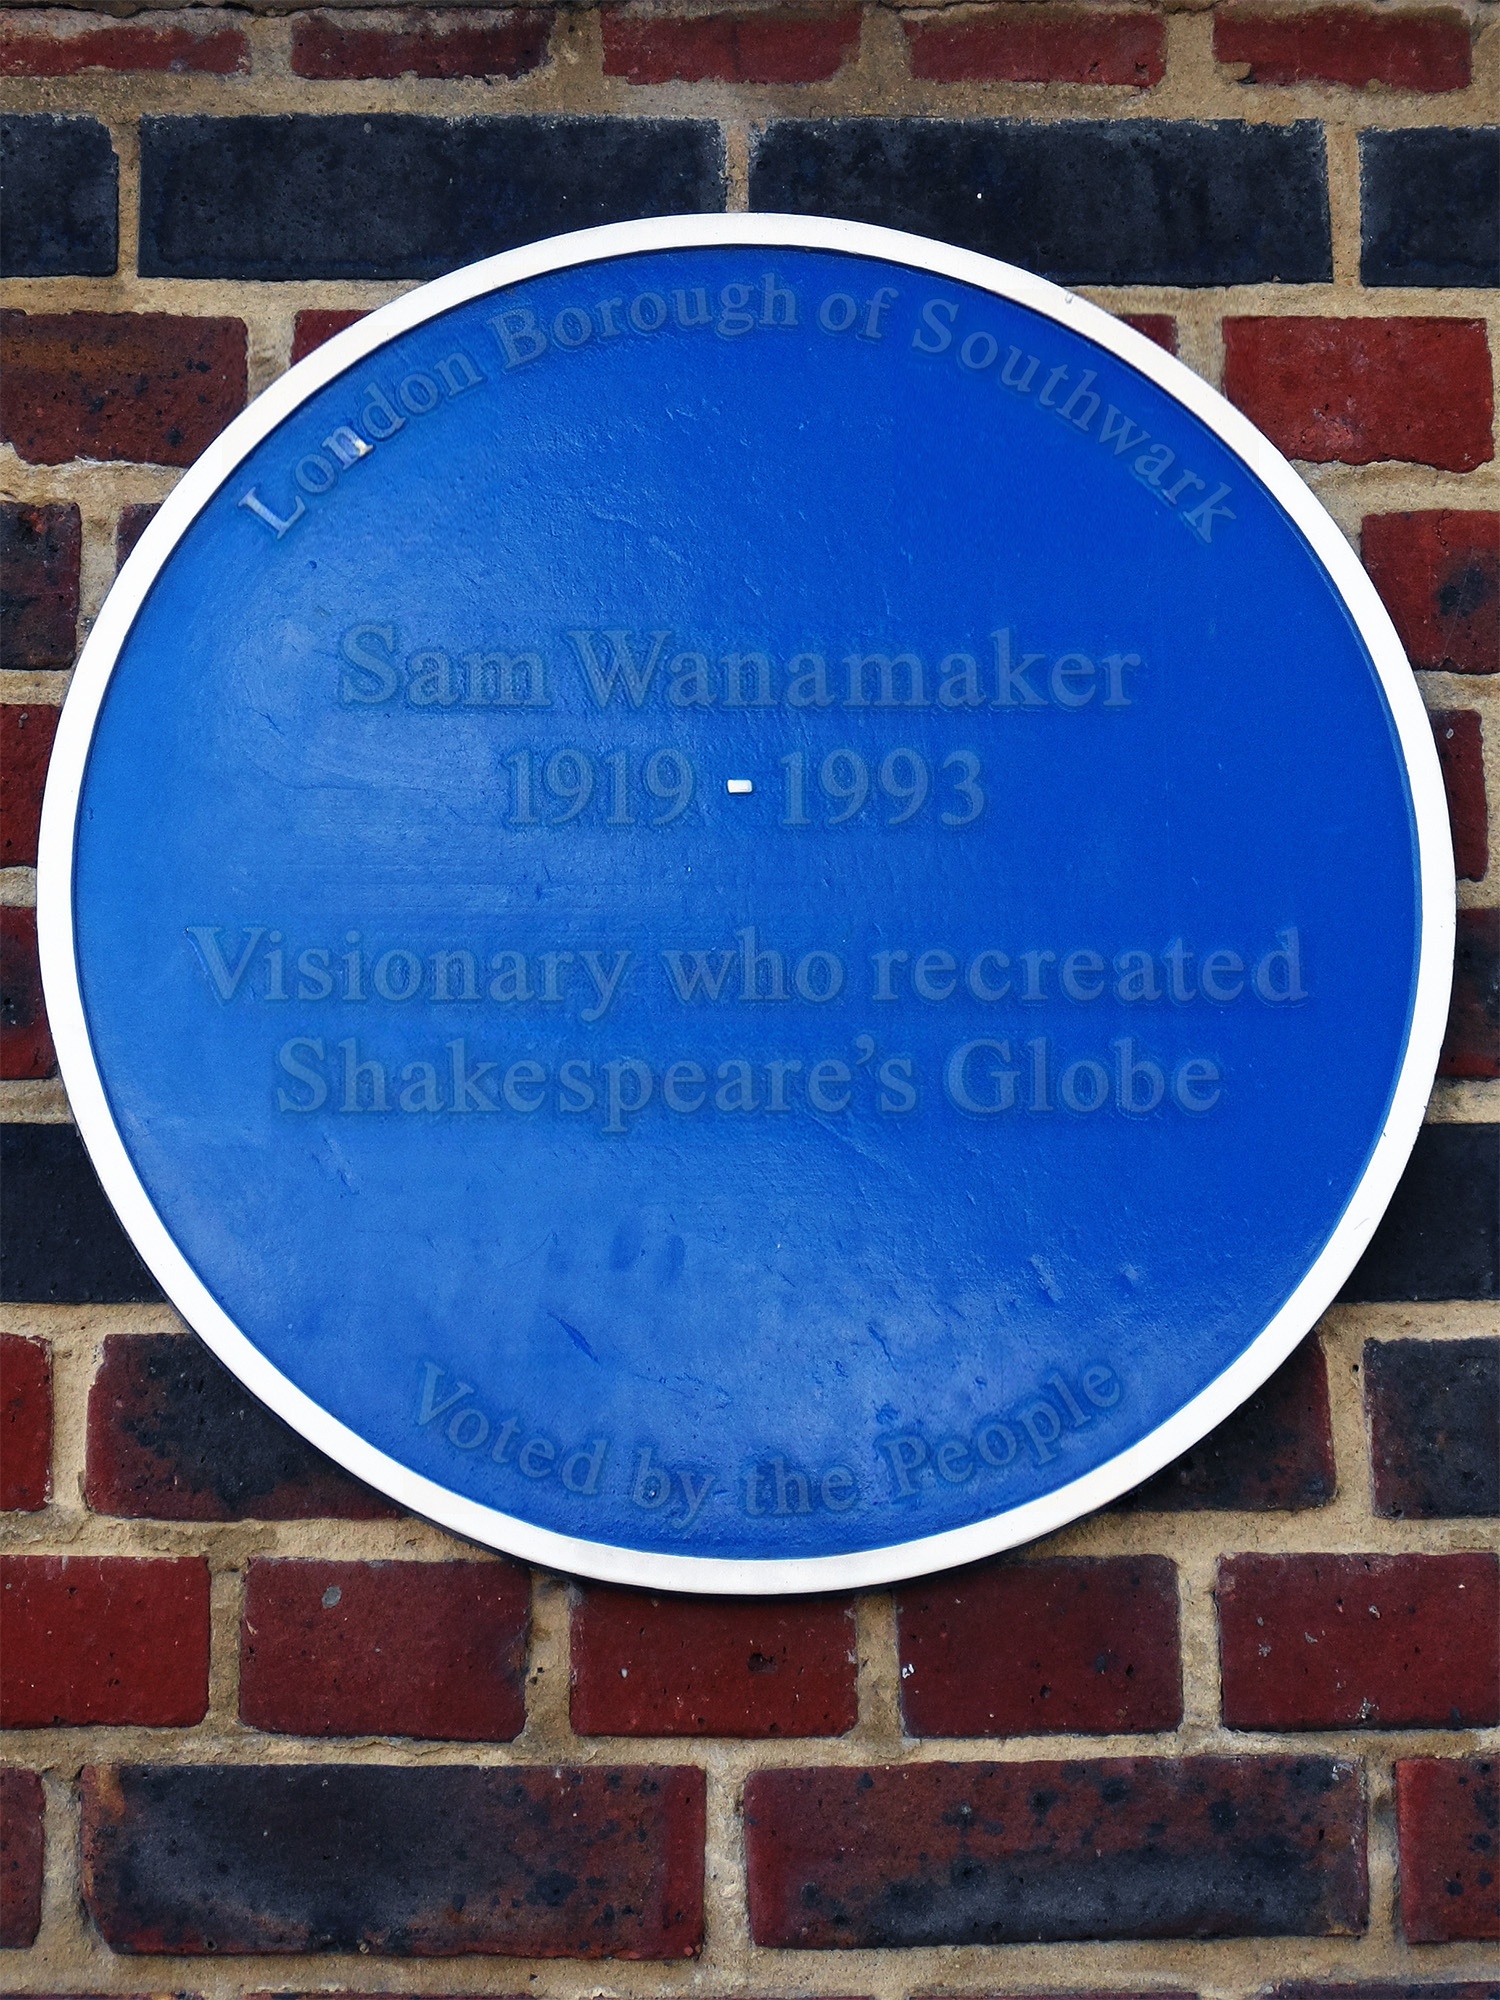 London Borough of Southwark
Sam Wanamaker
1919 - 1993
Visionary who recreated
Shakespeare’s Globe
Voted by the People